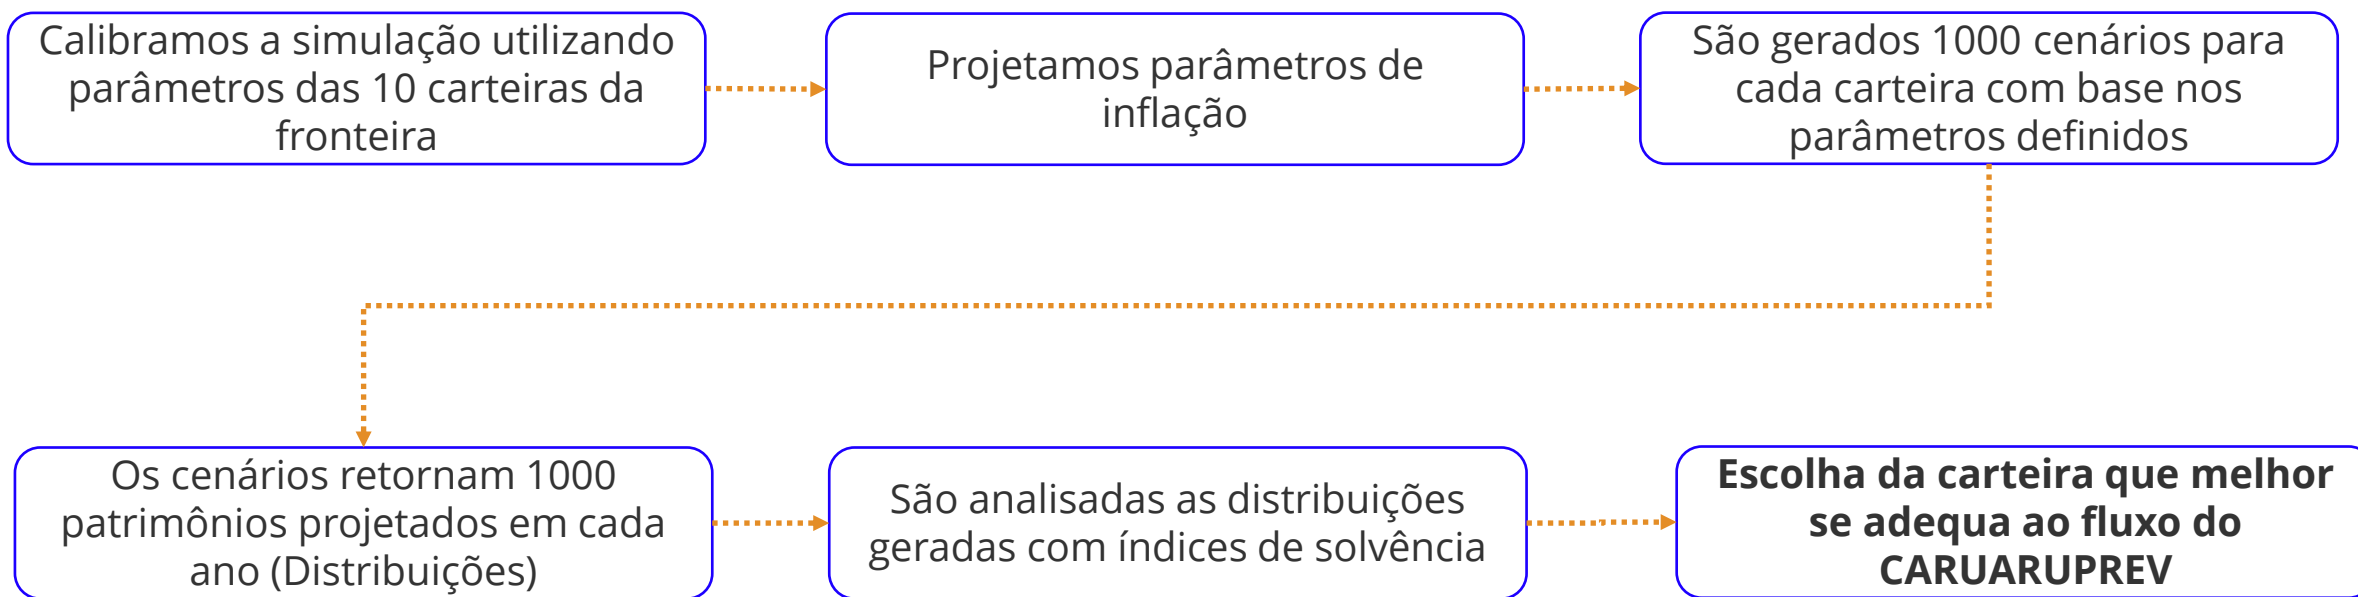 Calibramos a simulação utilizando
parâmetros das 10 carteiras da
fronteira
Projetamos parâmetros de
inflação
São gerados 1000 cenários para
cada carteira com base nos
parâmetros definidos
Os cenários retornam 1000
patrimônios projetados em cada
ano (Distribuições)
São analisadas as distribuições
geradas com índices de solvência
Escolha da carteira que melhor
se adequa ao fluxo do
CARUARUPREV